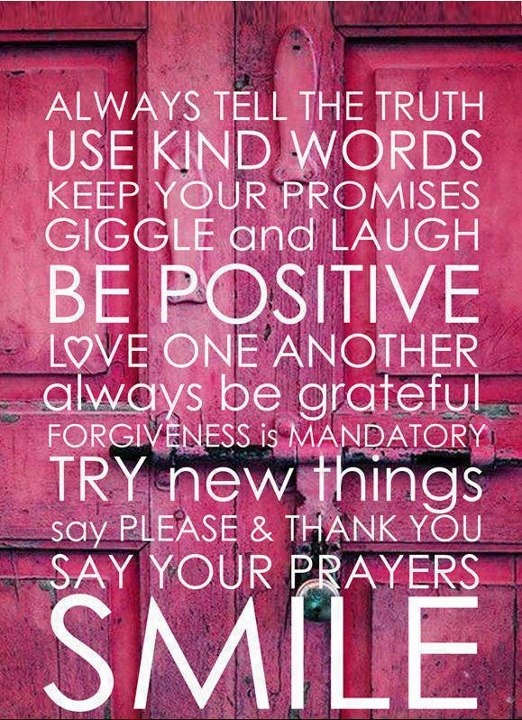 ALWAYS TELL THE TRUTH
USE KIND WORDS
KEEP YOUR PROMISES
GIGGLE and LAUGH
BE POSITIVE
LOVE ONE ANOTHER
always be grateful
FORGIVENESS is MANDATORY
TRY new things
say PLEASE & THANK YOU
SAY YOUR PRAYERS
SMILE